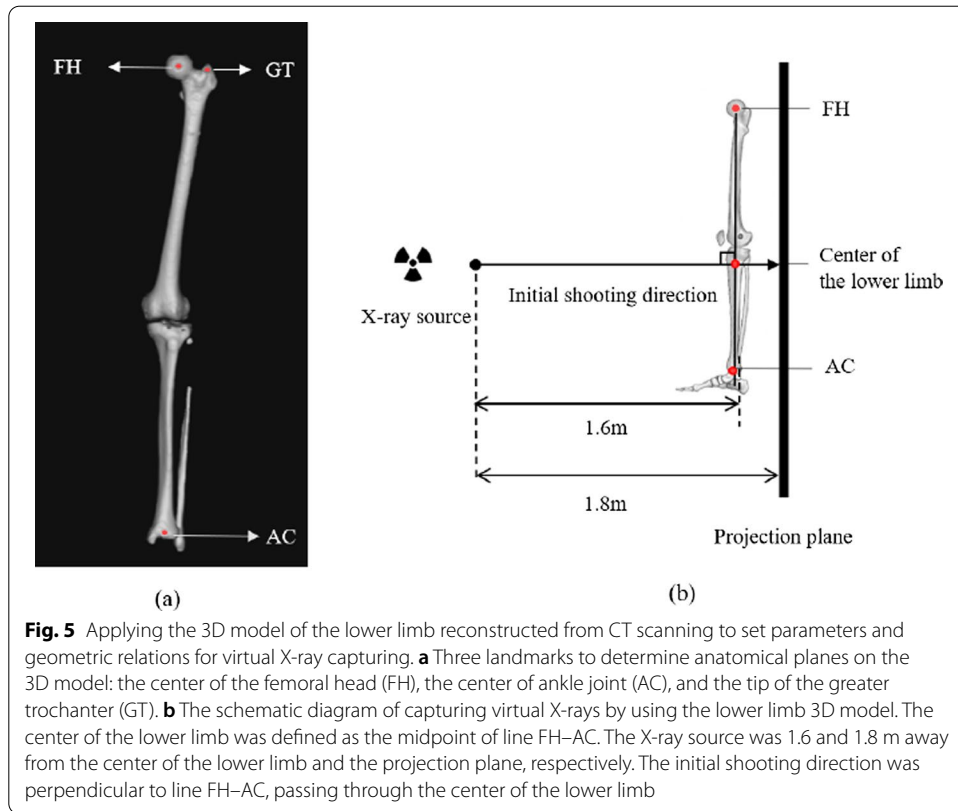 FH
GT
AC
(a)
FH
Center of
the lower limb
Initial shooting direction
X-ray source
AC
1.6m
1.8m
Projection plane
(b)
Fig. 5 Applying the 3D model of the lower limb reconstructed from CT scanning to set parameters and
geometric relations for virtual X-ray capturing. a Three landmarks to determine anatomical planes on the
3D model: the center of the femoral head (FH), the center of ankle joint (AC), and the tip of the greater
trochanter (GT). b The schematic diagram of capturing virtual X-rays by using the lower limb 3D model. The
center of the lower limb was defined as the midpoint of line FH–AC. The X-ray source was 1.6 and 1.8 m away
from the center of the lower limb and the projection plane, respectively. The initial shooting direction was
perpendicular to line FH–AC, passing through the center of the lower limb